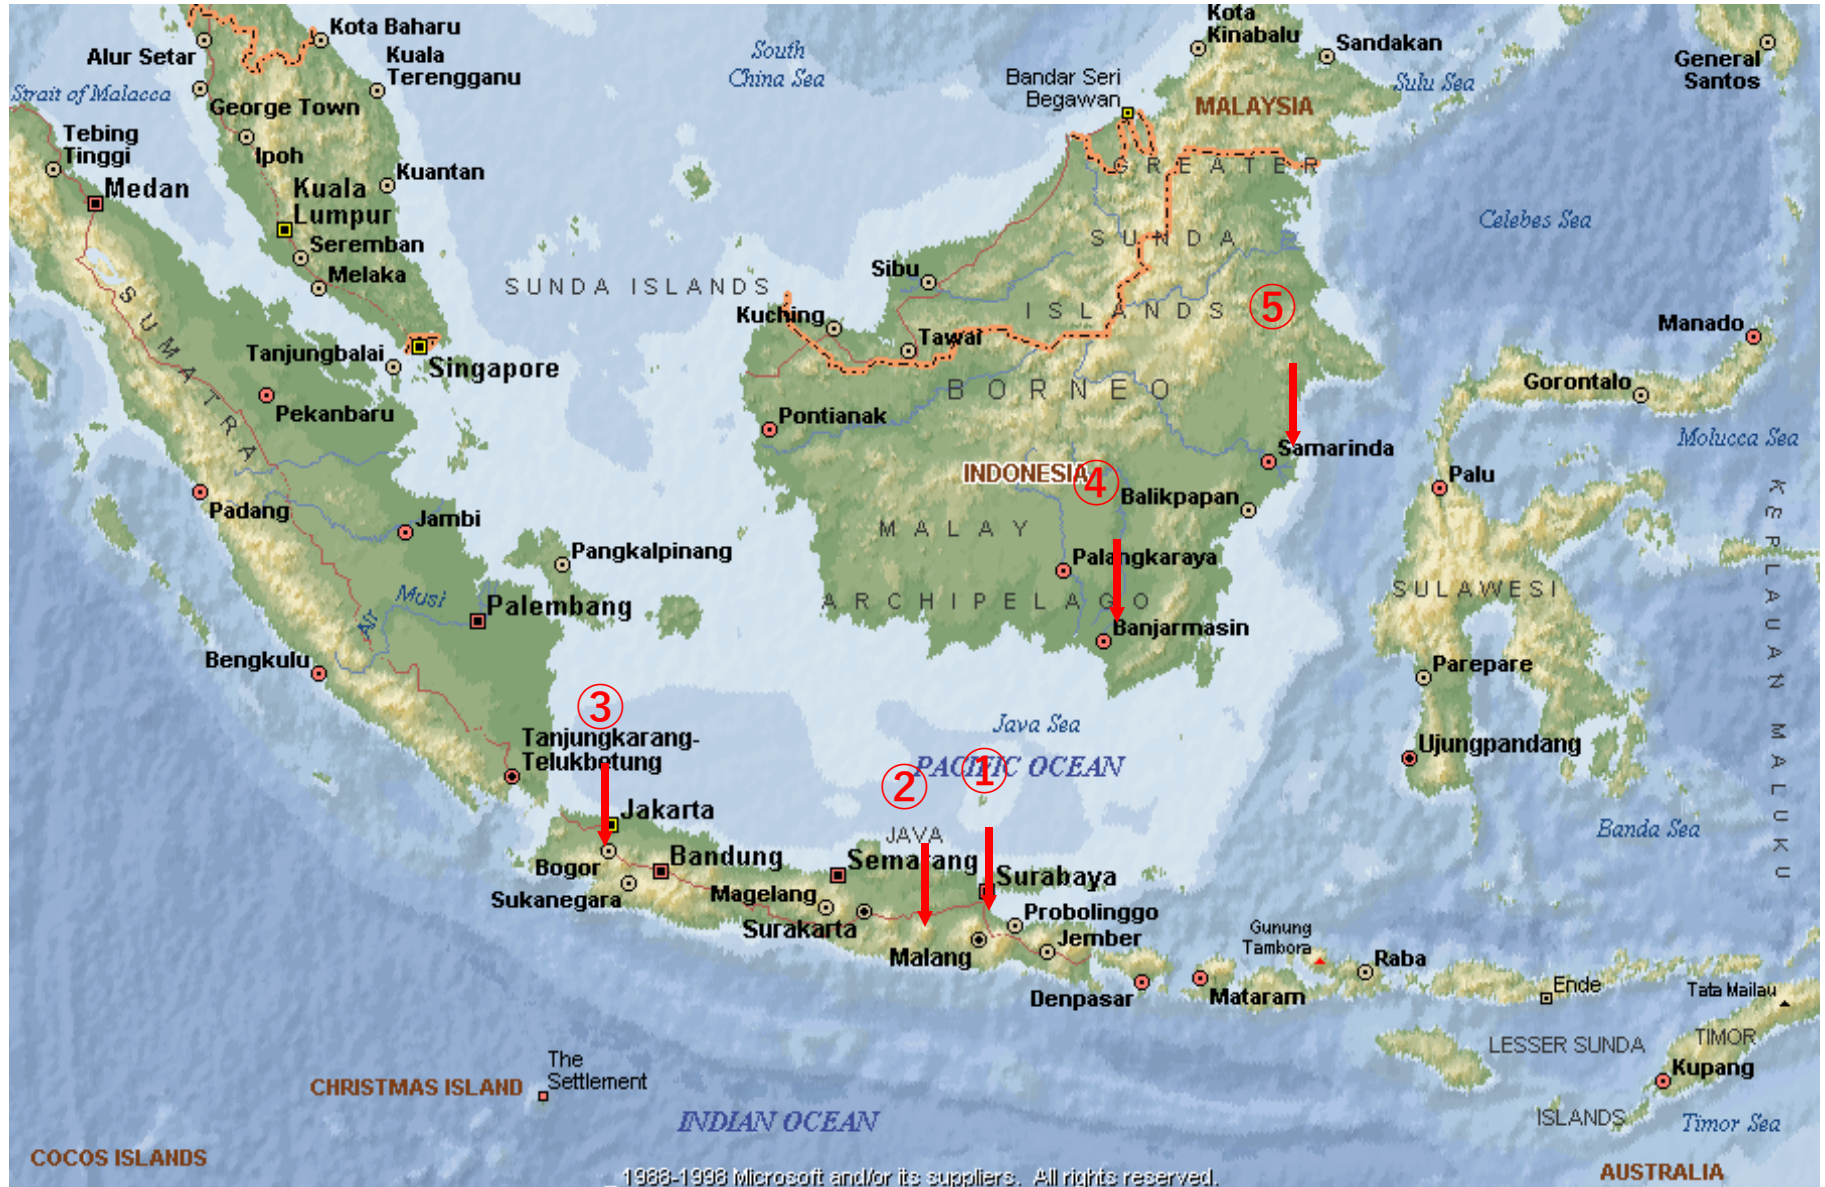 Kota Baharu
Alur Setar
Kuala
Terengganu
Strait of Malacca
George Town
Tebing
Tinggi
Ipoh
Kuantan
Medan
Kuala
Lumpur
Seremban
Melaka
SUMATRA
Tanjungbalai
Singapore
Pekanbaru
Padang
Jambi
Pangkalpinang
Air Musi
Palembang
Bengkulu
Tanjungkarang-
Telukbetung
South
China Sea
SUNDA ISLANDS
Kota
Kinabalu
Sandakan
Bandar Seri
Begawan
MALAYSIA
Sulu Sea
General
Santos
GREATER
SUNDA
ISLANDS
Celebes Sea
Sibu
Kuching
Tawai
⑤
BORNEO
Pontianak
Samarinda
INDONESIA
④
Balikpapan
MALAY
Palangkaraya
ARCHIPELAGO
Banjarmasin
Manado
Gorontalo
Molucca Sea
Palu
SULAWESI
KEPLAUAN MALUKU
Parepare
Ujungpandang
Banda Sea
③
Java Sea
②
PACIFIC OCEAN
①
Jakarta
JAVA
Bogor
Bandung
Semarang
Surabaya
Sukanegara
Magelang
Probolinggo
Surakarta
Malang
Jember
Gunung
Tambora
Raba
Denpasar
Mataram
Ende
Tata Mailau
LESSER SUNDA
TIMOR
Kupang
ISLANDS
Timor Sea
The
Settlement
CHRISTMAS ISLAND
INDIAN OCEAN
COCOS ISLANDS
AUSTRALIA
1988-1998 Microsoft and/or its suppliers. All rights reserved.